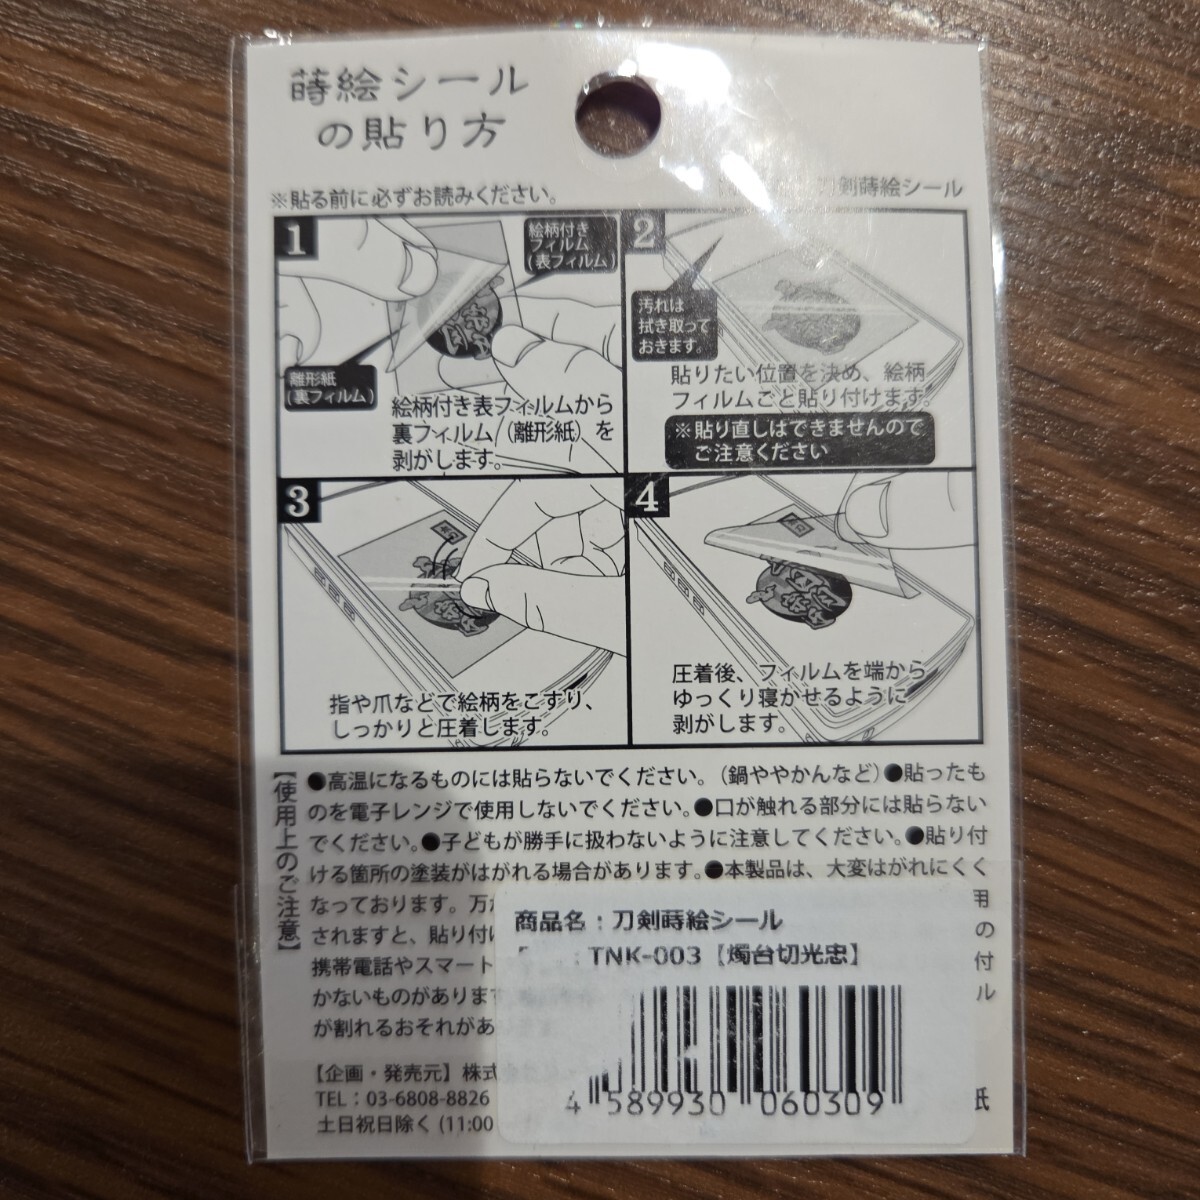 蒔絵シール
の貼り方
※貼る前に必ずお読みください。
刀剣蒔絵シール
1
絵柄付き
フィルム
(表フィルム)
離形紙
(裏フィルム)
絵柄付き表フィルムから
裏フィルム(離形紙)を
剥がします。
2
汚れは
拭き取って
おきます。
貼りたい位置を決め、絵柄
フィルムごと貼り付けます。
※貼り直しはできませんので
ご注意ください
3
指や爪などで絵柄をこすり、
しっかりと圧着します。
4
圧着後、フィルムを端から
ゆっくり寝かせるように
剥がします。
【使用上のご注意】
●高温になるものには貼らないでください。(鍋ややかんなど)●貼ったも
のを電子レンジで使用しないでください。●口が触れる部分には貼らない
でください。●子どもが勝手に扱わないように注意してください。●貼り付
ける箇所の塗装がはがれる場合があります。●本製品は、大変はがれにくく
なっております。万 用
されますと、貼り付け の
携帯電話やスマート 付
かないものがあります ル
が割れるおそれがあ
【企画・発売元】株式
TEL:03-6808-8826
土日祝日除く(11:00
紙
商品名:刀剣蒔絵シール
:TNK-003【燭台切光忠】
4 589930 060309